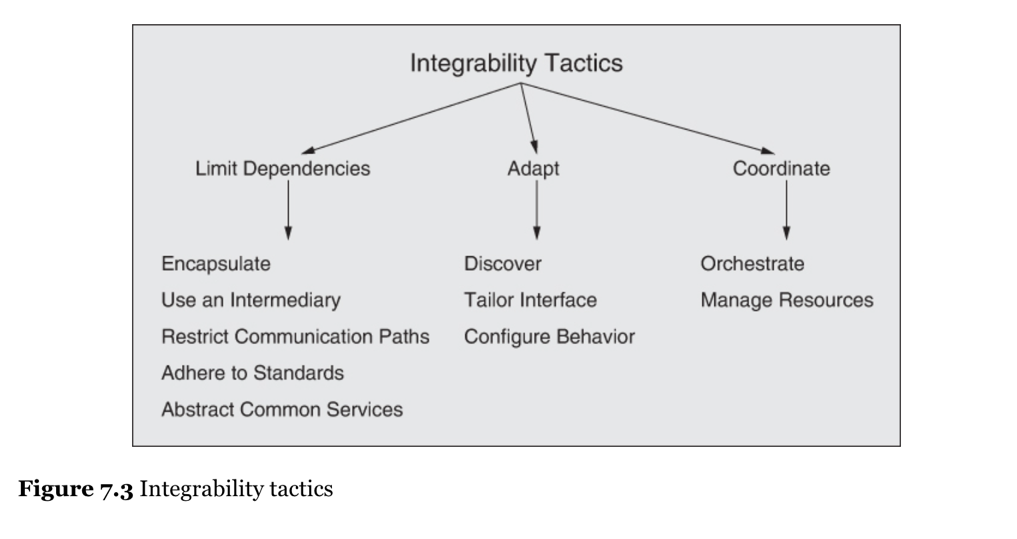 Integrability Tactics
Limit Dependencies
Adapt
Coordinate
Encapsulate
Use an Intermediary
Restrict Communication Paths
Adhere to Standards
Abstract Common Services
Discover
Tailor Interface
Configure Behavior
Orchestrate
Manage Resources
Figure 7.3 Integrability tactics